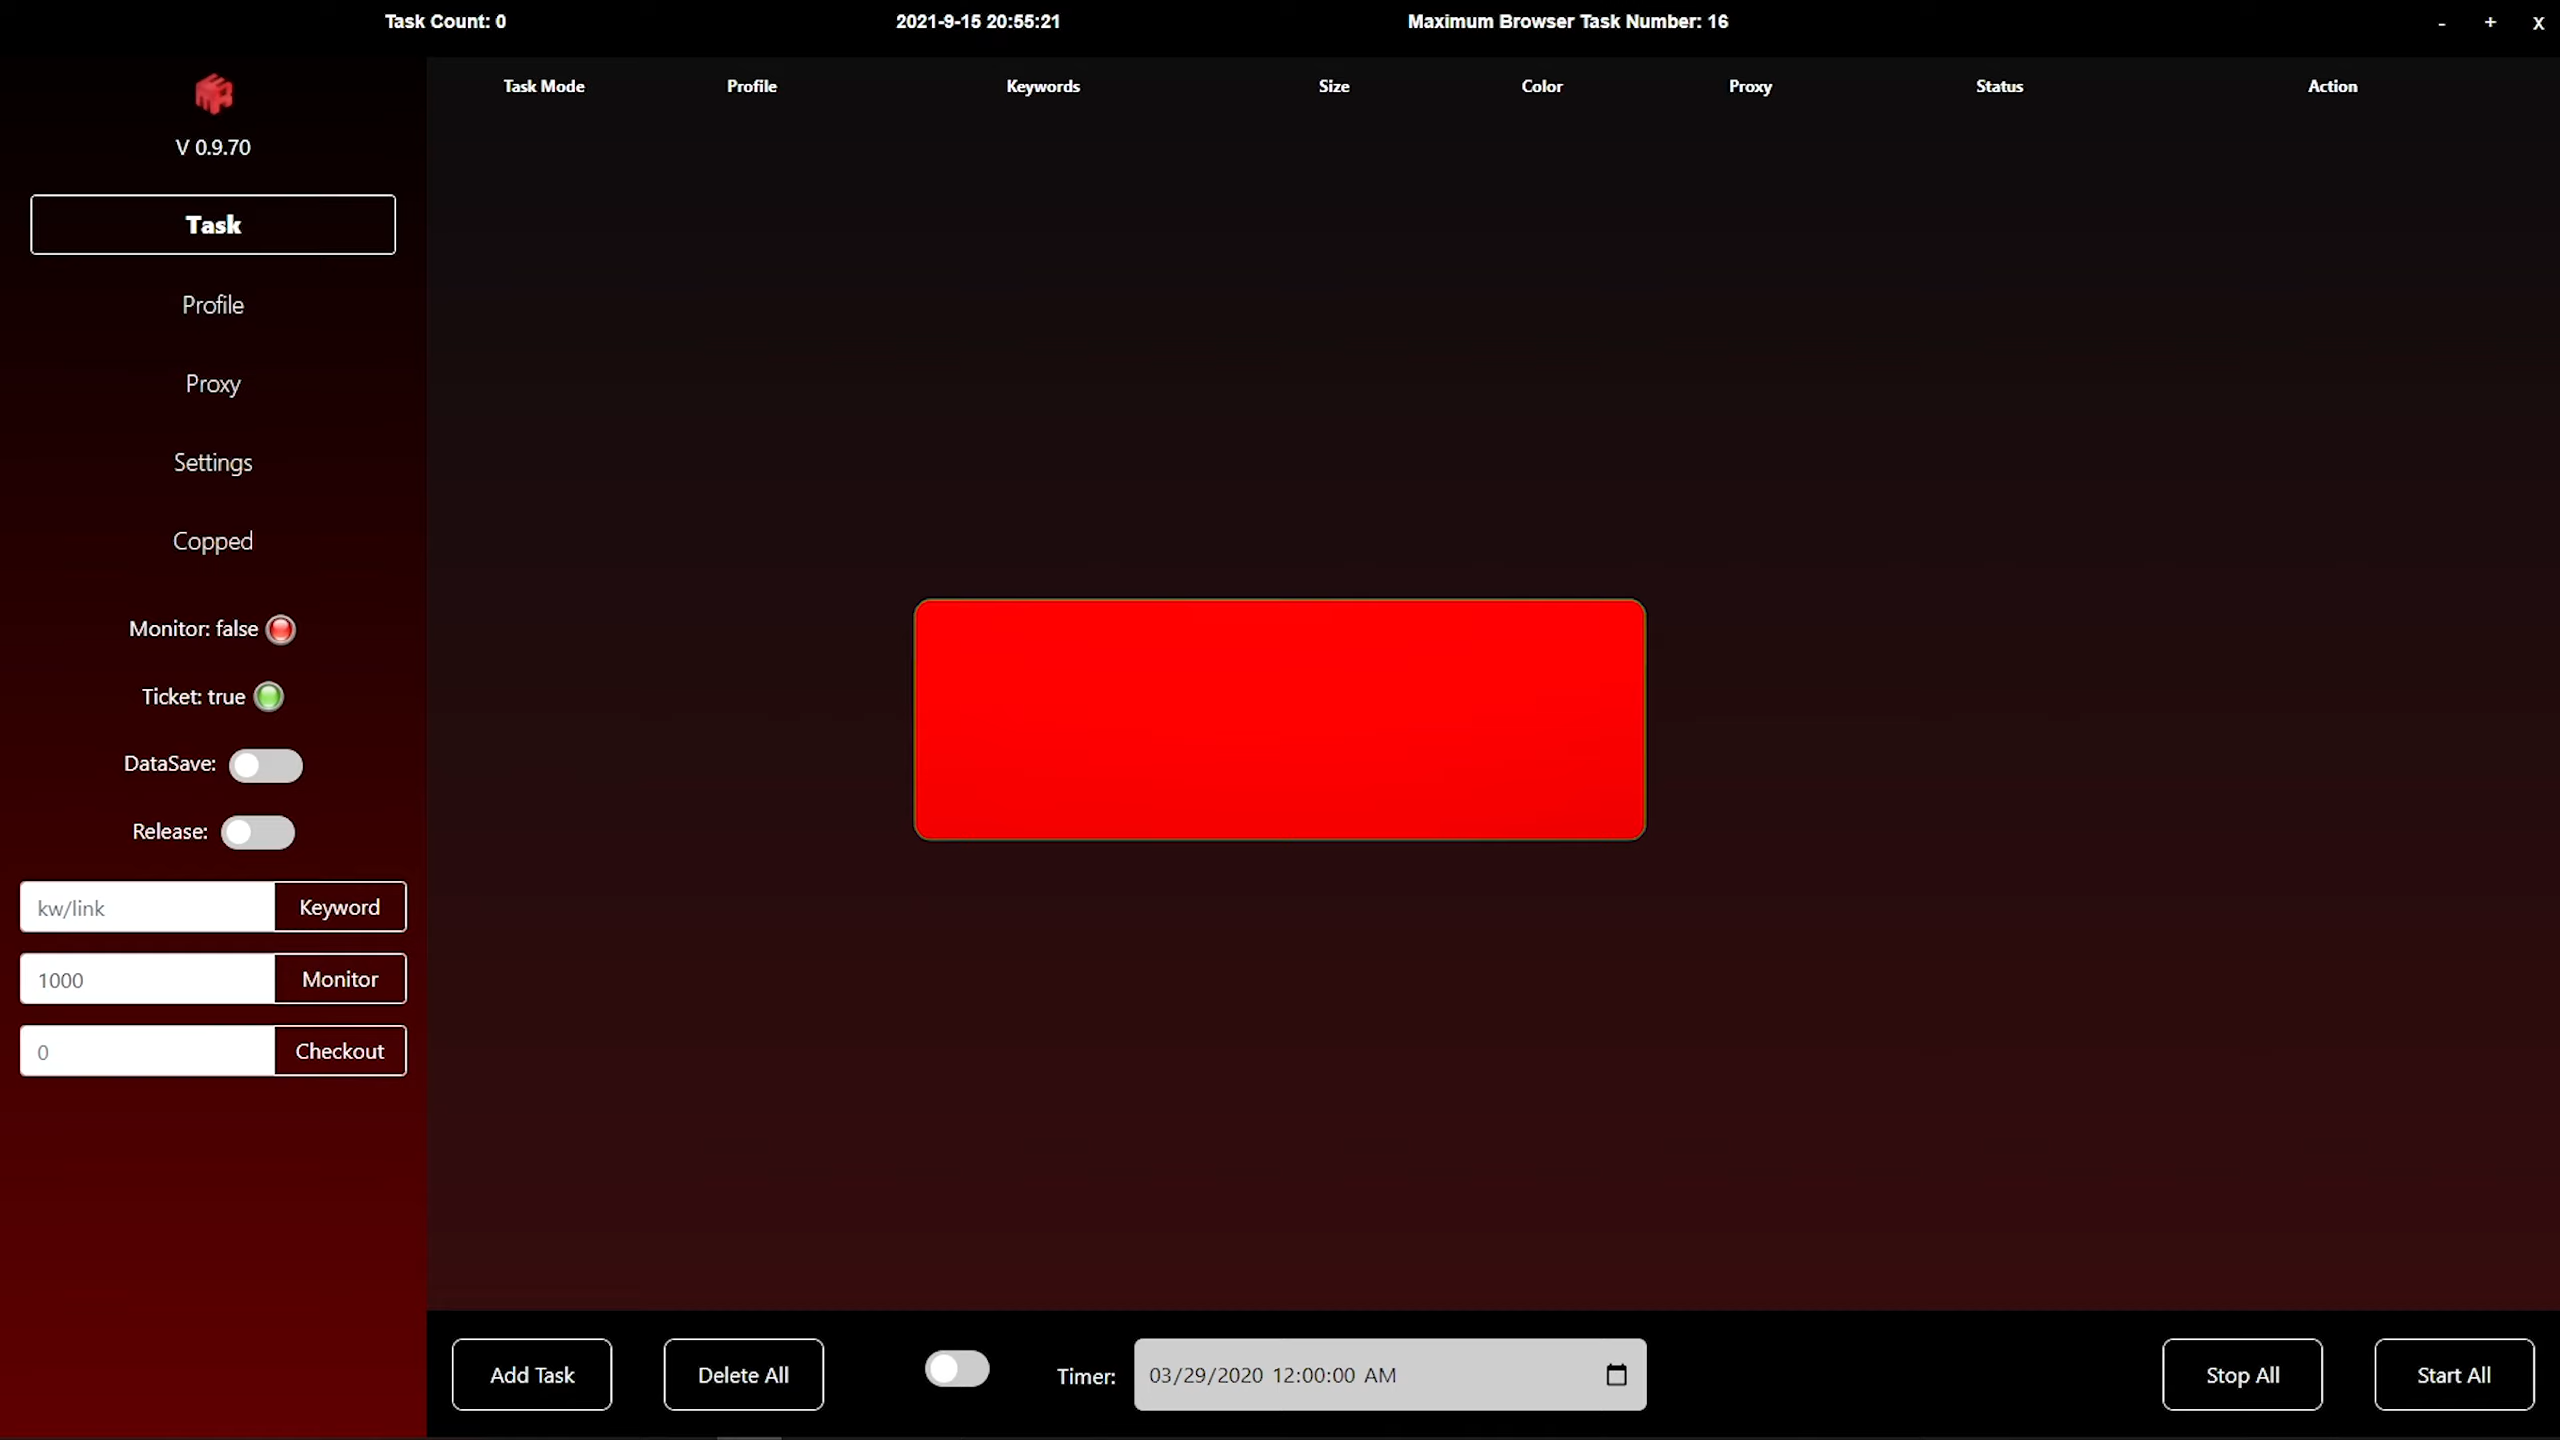 Task Count: 0
2021-9-15 20:55:21
Maximum Browser Task Number: 16
- + X
V 0.9.70
Task
Profile
Proxy
Settings
Copped
Monitor: false
Ticket: true
DataSave:
Release:
kw/link Keyword
1000 Monitor
0 Checkout
Task Mode Profile Keywords Size Color Proxy Status Action
Add Task
Delete All
Timer: 03/29/2020 12:00:00 AM
Stop All
Start All